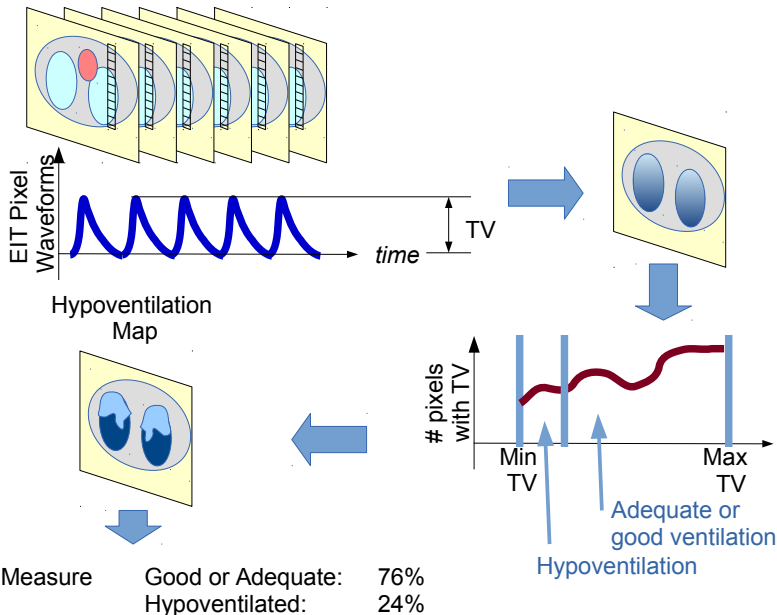 EIT Pixel
Waveforms
TV
time
Hypoventilation
Map
# pixels
with TV
Min
TV
Max
TV
Adequate or
good ventilation
Hypoventilation
Measure Good or Adequate: 76%
Hypoventilated: 24%